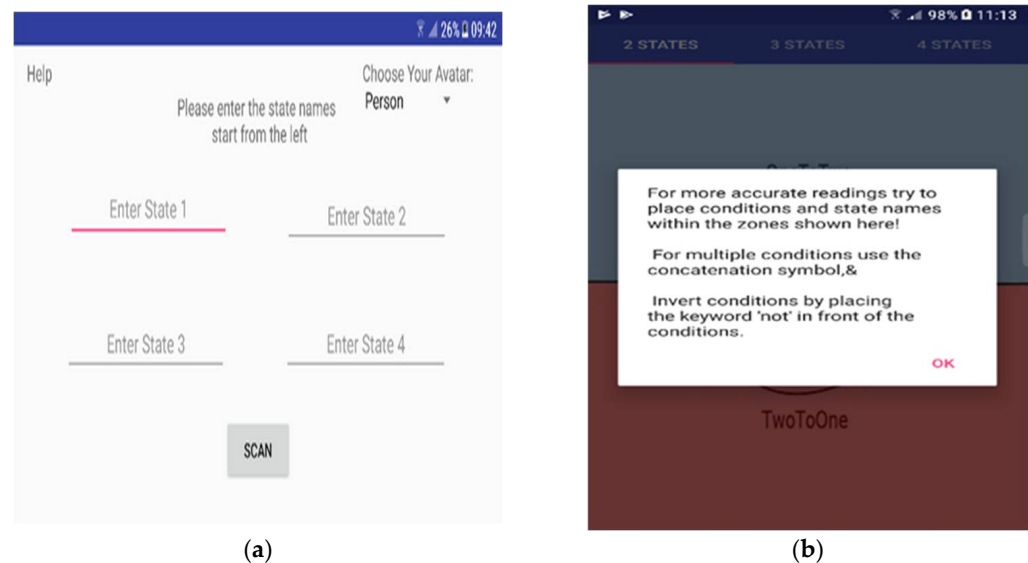 26% 09:42
Help
Choose Your Avatar:
Person
Please enter the state names
start from the left
Enter State 1
Enter State 2
Enter State 3
Enter State 4
SCAN
(a)
98% 11:13
2 STATES
3 STATES
4 STATES
For more accurate readings try to
place conditions and state names
within the zones shown here!
For multiple conditions use the
concatenation symbol,&
Invert conditions by placing
the keyword 'not' in front of the
conditions.
OK
TwoToOne
(b)